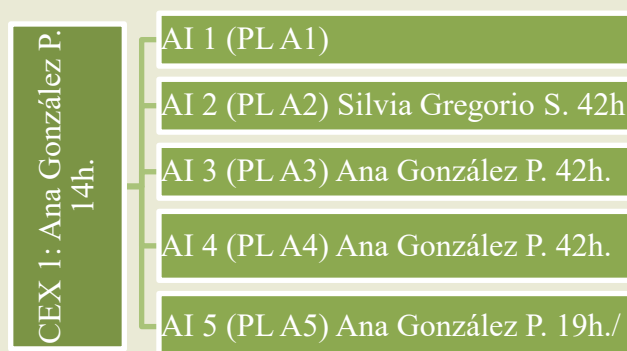 CEX 1: Ana González P.
14h.
AI 1 (PL A1)
AI 2 (PL A2) Silvia Gregorio S. 42h
AI 3 (PL A3) Ana González P. 42h.
AI 4 (PL A4) Ana González P. 42h.
AI 5 (PL A5) Ana González P. 19h./